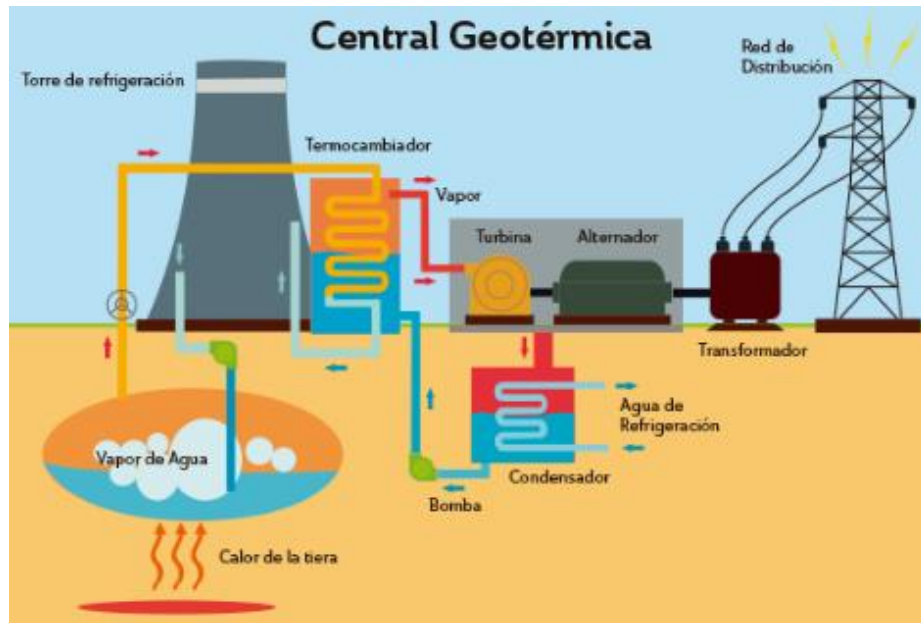 Central Geotérmica
Red de
Distribución
Torre de refrigeración
Termocambiador
Vapor
Turbina
Alternador
Transformador
Agua de
Refrigeración
Vapor de Agua
Condensador
Bomba
Calor de la tiera